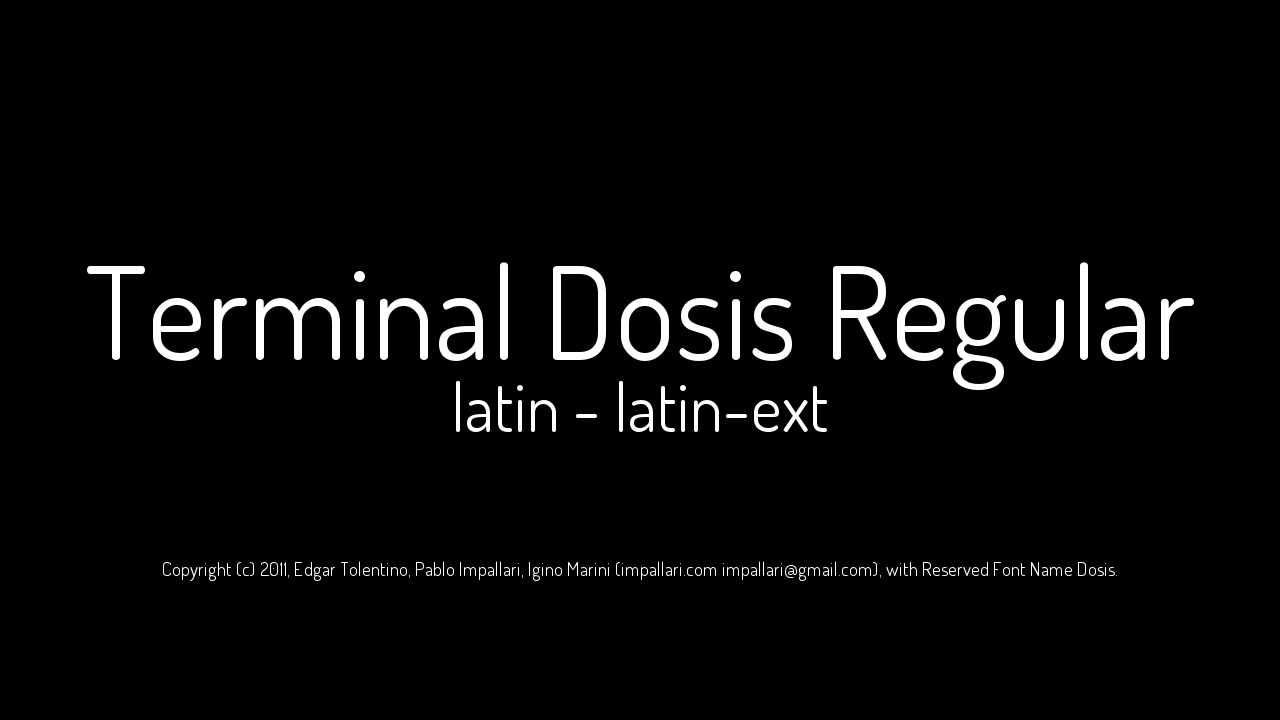 Terminal Dosis Regular
latin - latin-ext
Copyright (c) 2011, Edgar Tolentino, Pablo Impallari, Igino Marini (impallari.com impallari@gmail.com), with Reserved Font Name Dosis.